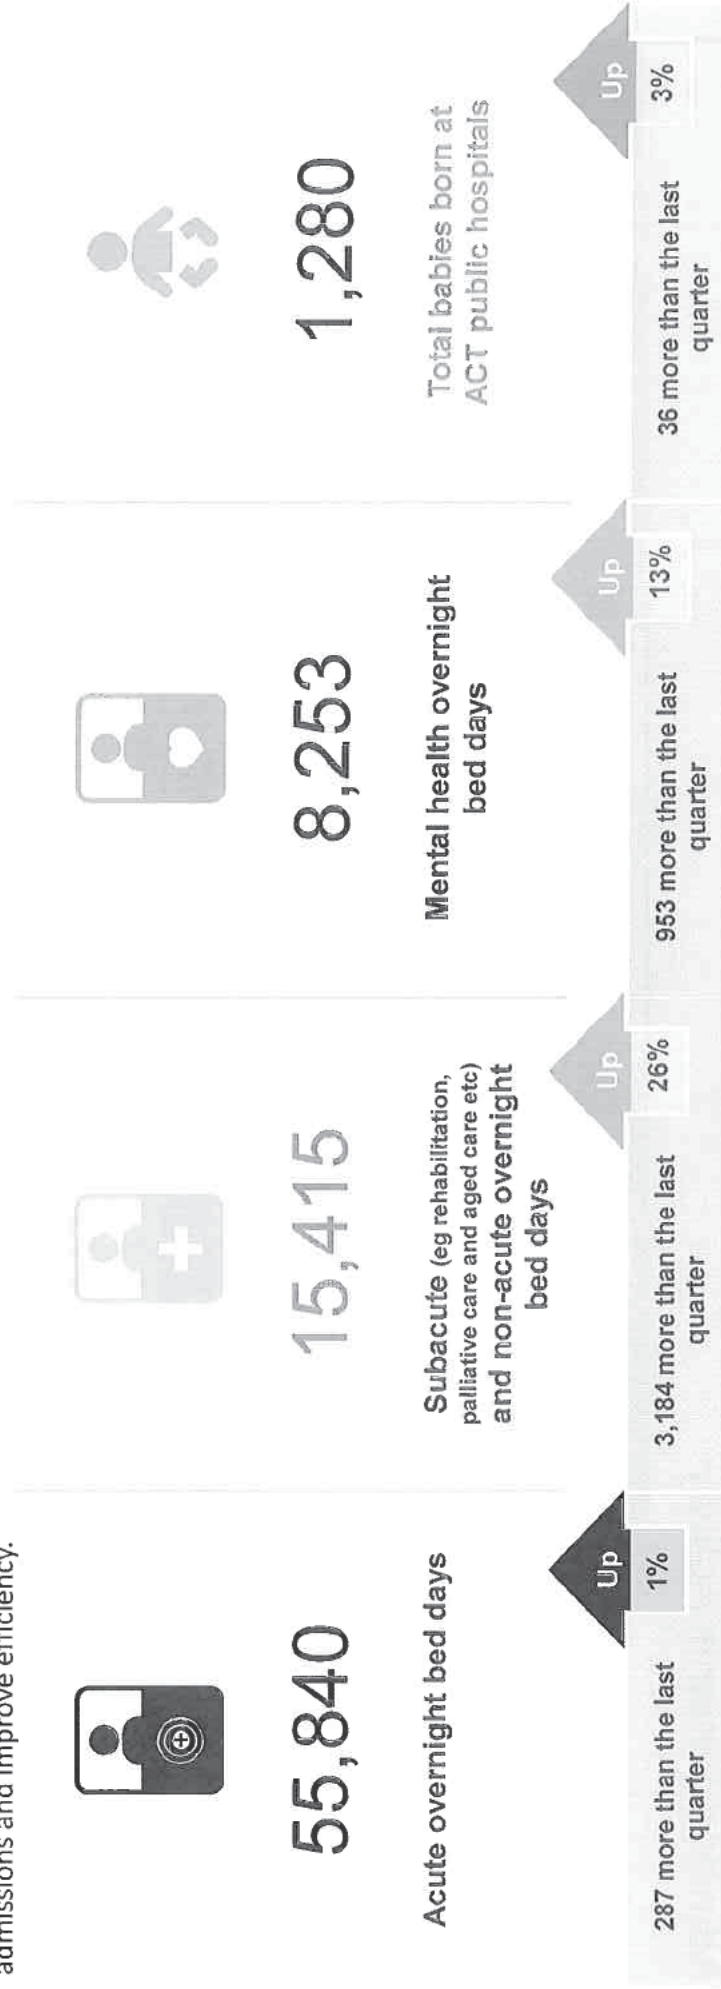 admissions and improve efficiency.
55,840
Acute overnight bed days
Up
1%
287 more than the last
quarter
15,415
Subacute (eg rehabilitation,
palliative care and aged care etc)
and non-acute overnight
bed days
Up
26%
3,184 more than the last
quarter
8,253
Mental health overnight
bed days
Up
13%
953 more than the last
quarter
1,280
Total babies born at
ACT public hospitals
Up
3%
36 more than the last
quarter